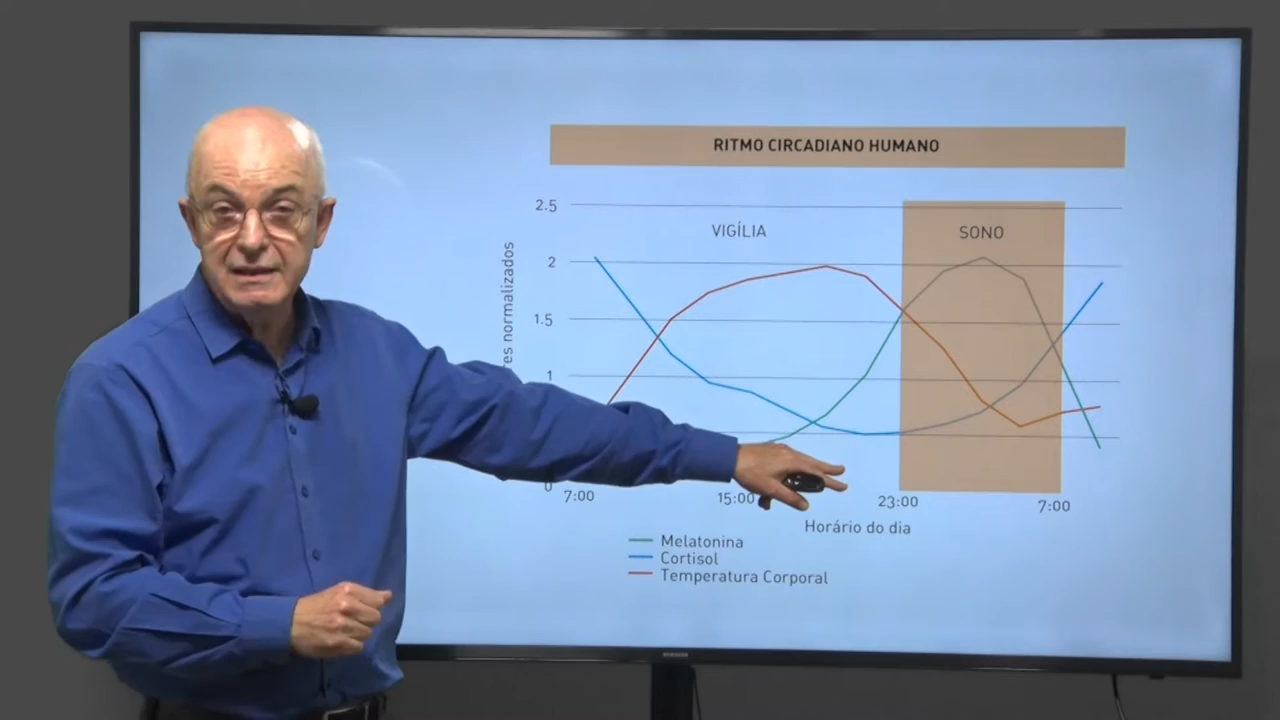 RITMO CIRCADIANO HUMANO
VIGÍLIA
SONO
2.5
2
1.5
1
0
normalizados
7:00
15:00
23:00
7:00
Horário do dia
Melatonina
Cortisol
Temperatura Corporal